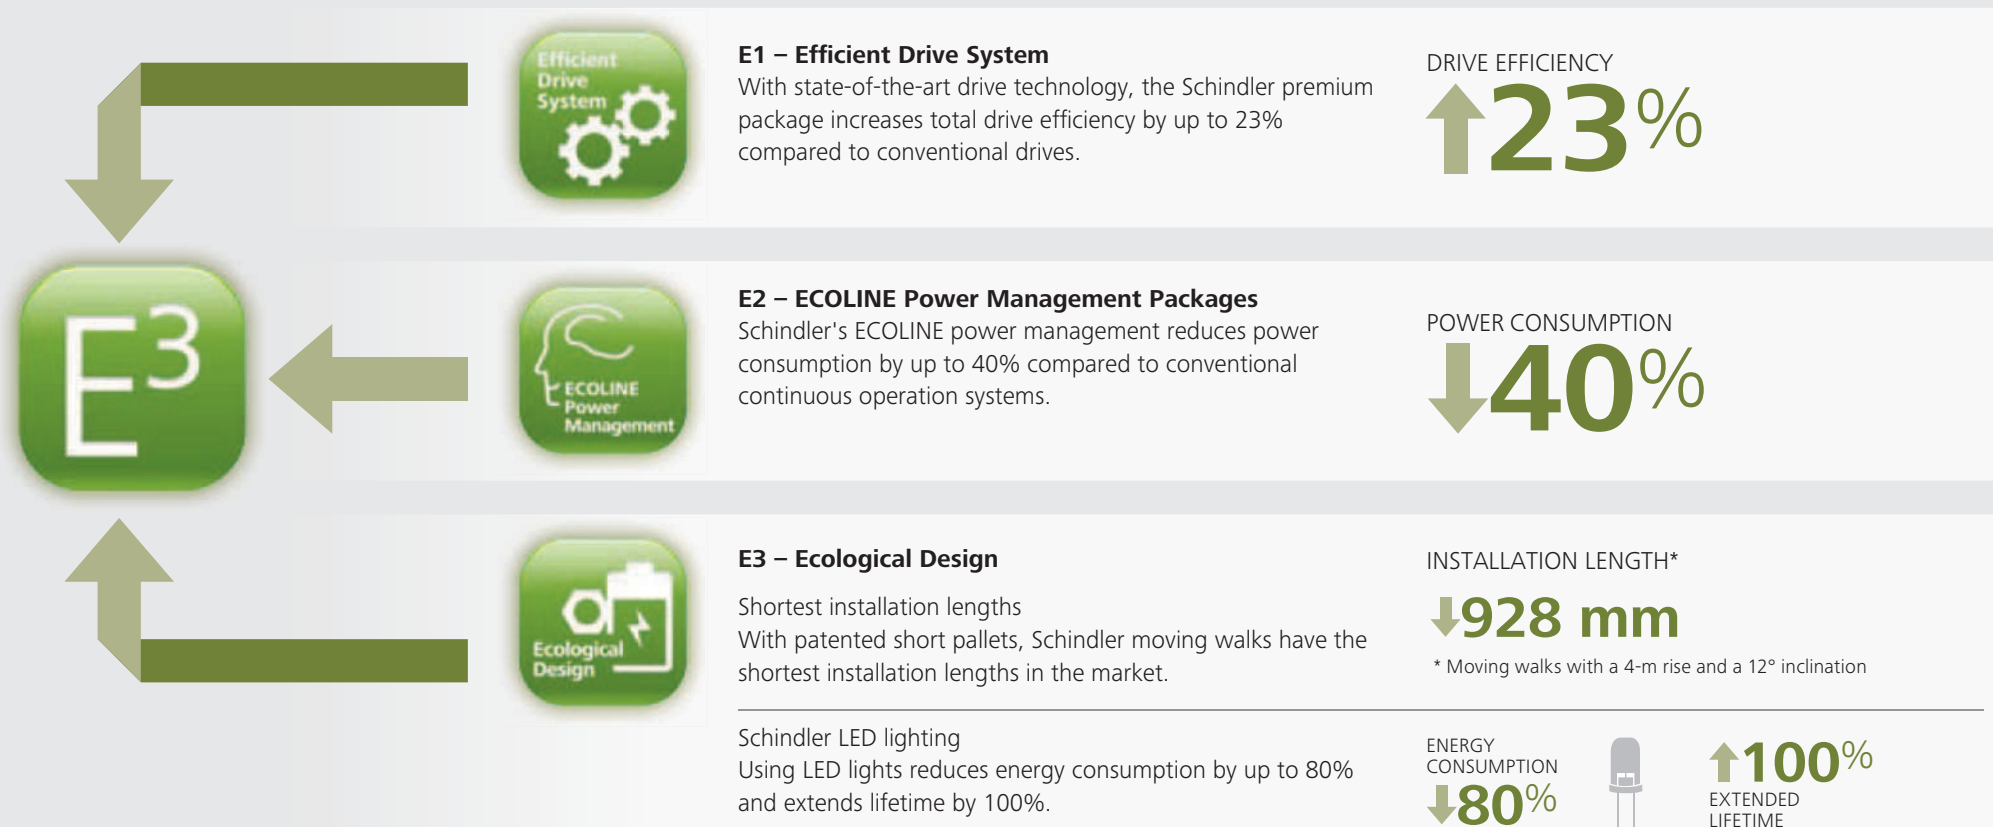 Efficient
Drive
System
E1 – Efficient Drive System
With state-of-the-art drive technology, the Schindler premium
package increases total drive efficiency by up to 23%
compared to conventional drives.
DRIVE EFFICIENCY
23%
E³
ECOLINE
Power
Management
E2 – ECOLINE Power Management Packages
Schindler's ECOLINE power management reduces power
consumption by up to 40% compared to conventional
continuous operation systems.
POWER CONSUMPTION
40%
Ecological
Design
E3 – Ecological Design
Shortest installation lengths
With patented short pallets, Schindler moving walks have the
shortest installation lengths in the market.
INSTALLATION LENGTH*
928 mm
* Moving walks with a 4-m rise and a 12° inclination
Schindler LED lighting
Using LED lights reduces energy consumption by up to 80%
and extends lifetime by 100%.
ENERGY
CONSUMPTION
80%
100%
EXTENDED
LIFETIME